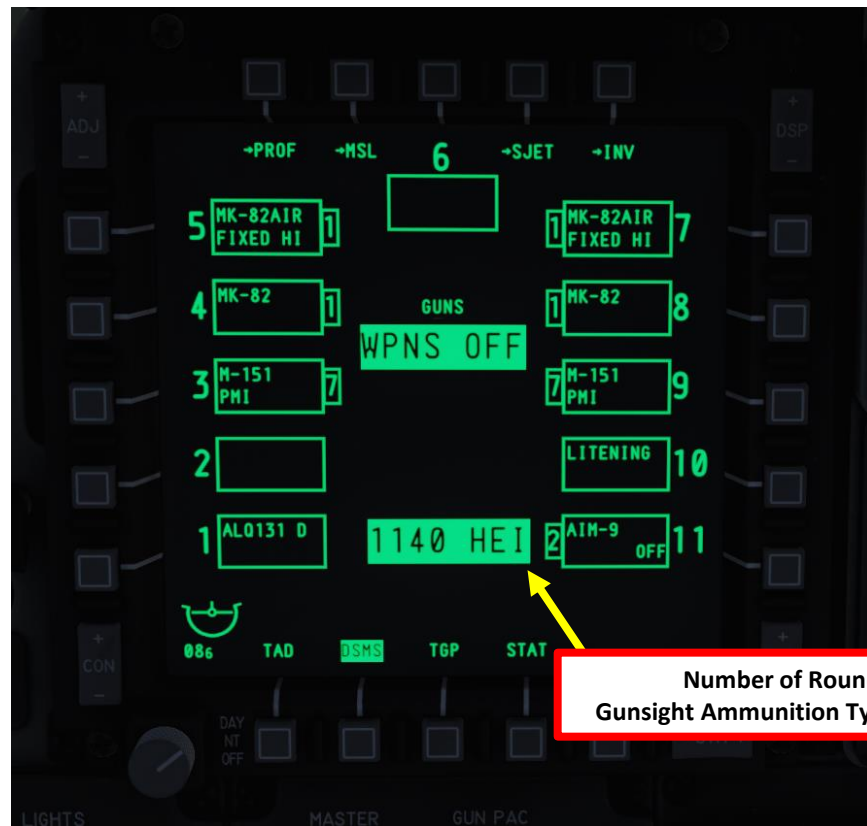 +
ADJ
-
+
DSP
-
→PROF →MSL 6 →SJET →INV
5 MK-82AIR
FIXED HI 1
1 MK-82AIR
FIXED HI 7
4 MK-82 1
GUNS
1 MK-82 8
WPNS OFF
3 M-151
PMI 7
7 M-151
PMI 9
2
LITENING 10
1 ALQ131 D
1140 HEI
2 AIM-9
OFF 11
086 TAD DSMS TGP STAT
+
CON
-
+
Number of Roun
Gunsight Ammunition Ty
DAY
NT
OFF
LIGHTS MASTER GUN PAC